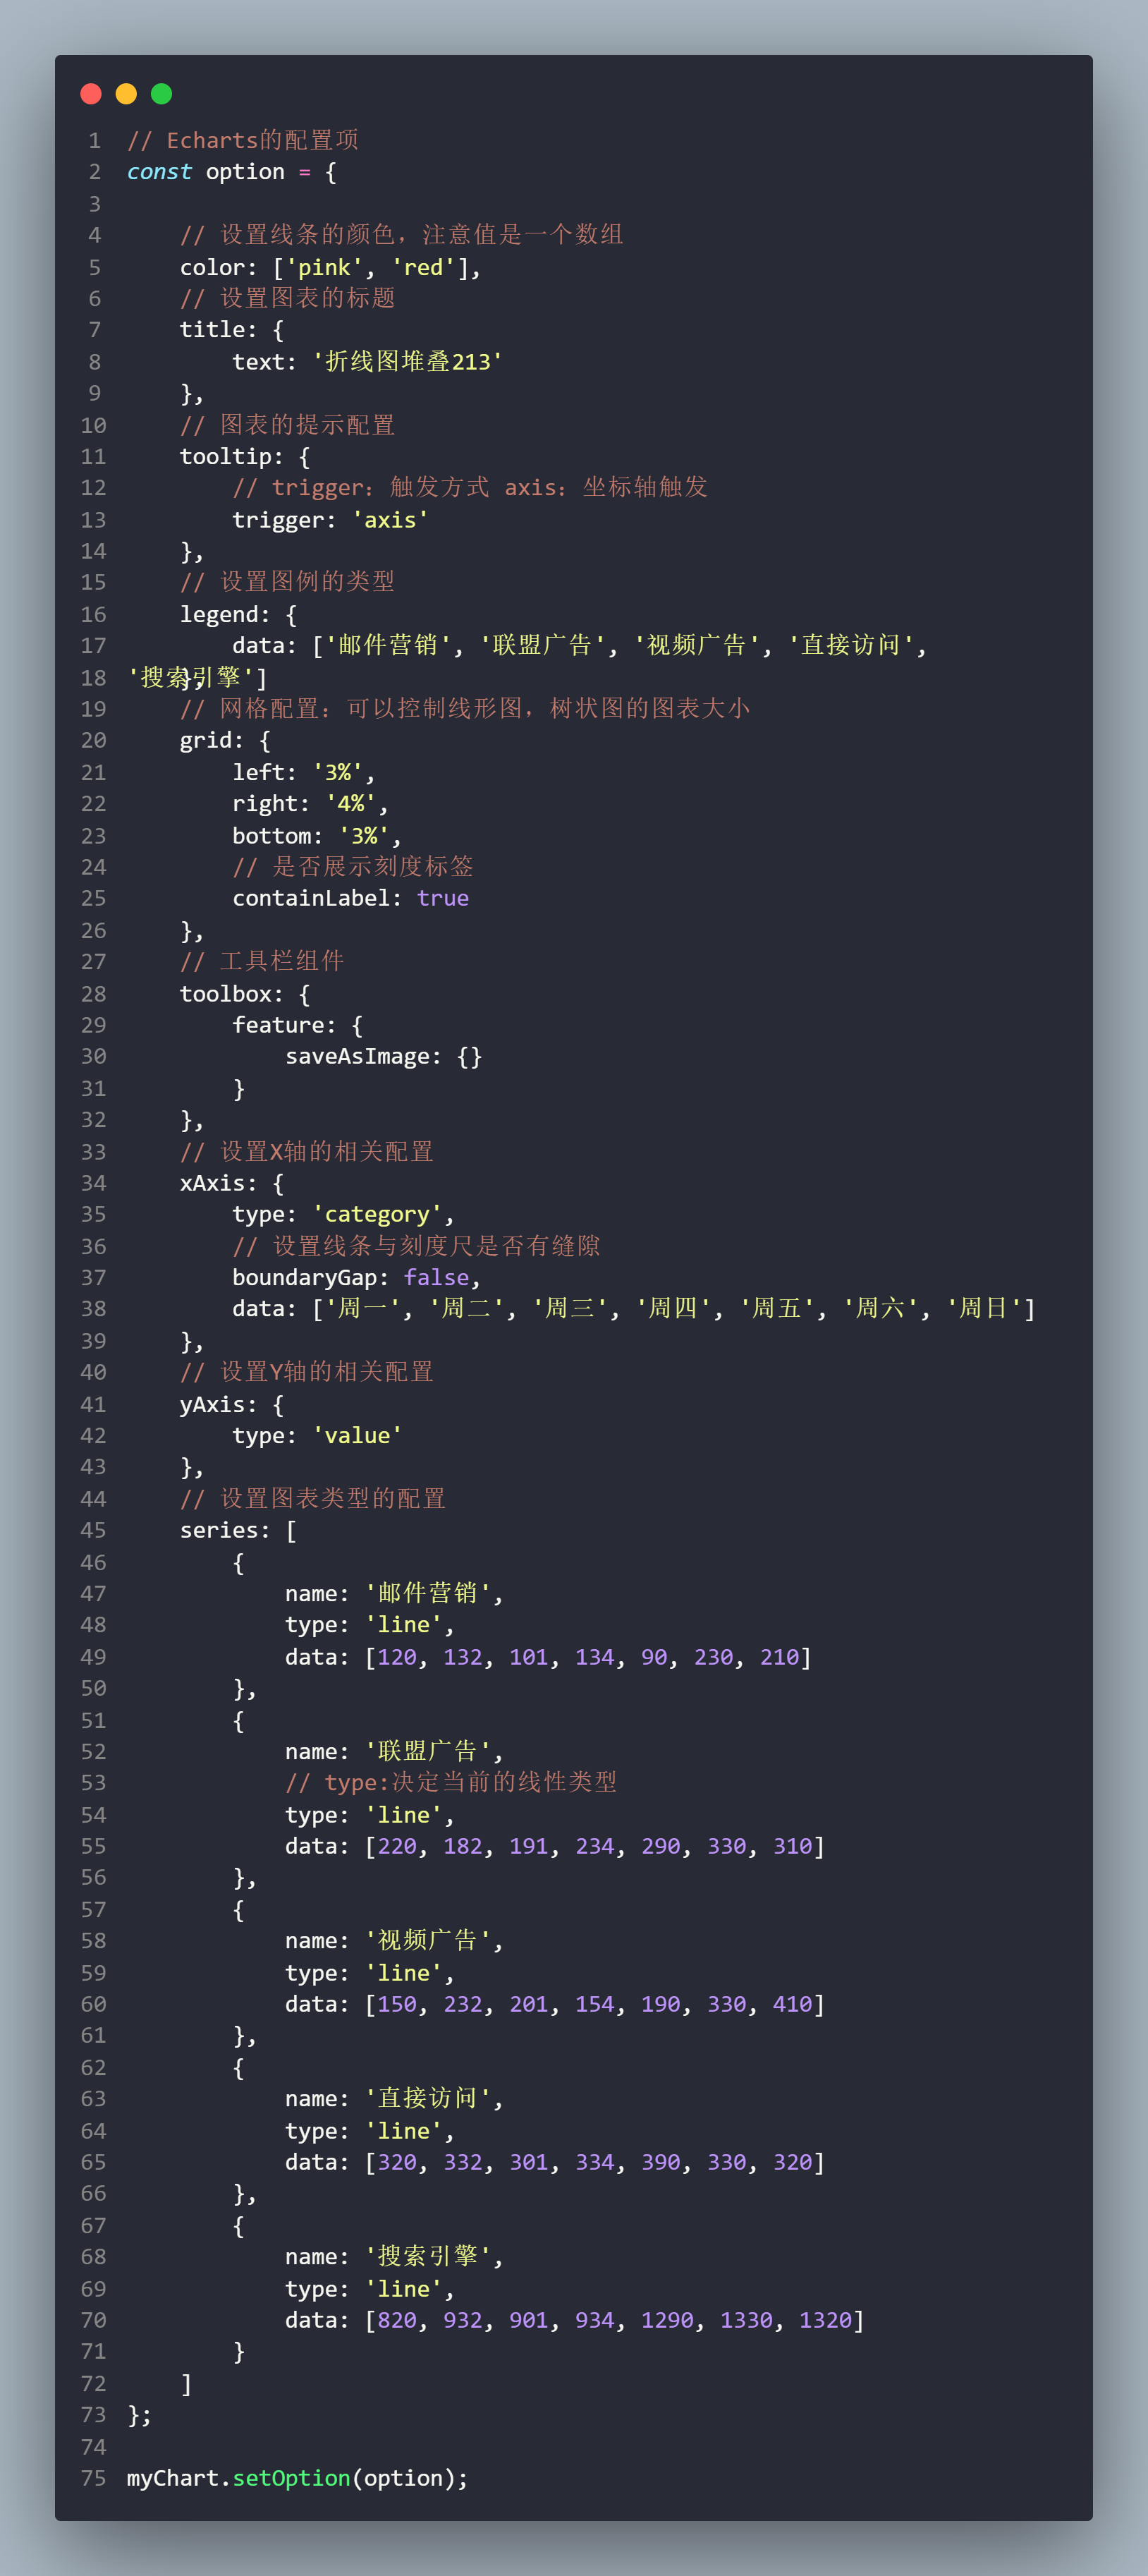 1 // Echarts的配置项
2 const option = {
3
4     // 设置线条的颜色，注意值是一个数组
5     color: ['pink', 'red'],
6     // 设置图表的标题
7     title: {
8         text: '折线图堆叠213'
9     },
10     // 图表的提示配置
11     tooltip: {
12         // trigger：触发方式 axis：坐标轴触发
13         trigger: 'axis'
14     },
15     // 设置图例的类型
16     legend: {
17         data: ['邮件营销', '联盟广告', '视频广告', '直接访问',
'搜索引擎']
18     },
19     // 网格配置：可以控制线形图，树状图的图表大小
20     grid: {
21         left: '3%',
22         right: '4%',
23         bottom: '3%',
24         // 是否展示刻度标签
25         containLabel: true
26     },
27     // 工具栏组件
28     toolbox: {
29         feature: {
30             saveAsImage: {}
31         }
32     },
33     // 设置X轴的相关配置
34     xAxis: {
35         type: 'category',
36         // 设置线条与刻度尺是否有缝隙
37         boundaryGap: false,
38         data: ['周一', '周二', '周三', '周四', '周五', '周六', '周日']
39     },
40     // 设置Y轴的相关配置
41     yAxis: {
42         type: 'value'
43     },
44     // 设置图表类型的配置
45     series: [
46         {
47             name: '邮件营销',
48             type: 'line',
49             data: [120, 132, 101, 134, 90, 230, 210]
50         },
51         {
52             name: '联盟广告',
53             // type:决定当前的线性类型
54             type: 'line',
55             data: [220, 182, 191, 234, 290, 330, 310]
56         },
57         {
58             name: '视频广告',
59             type: 'line',
60             data: [150, 232, 201, 154, 190, 330, 410]
61         },
62         {
63             name: '直接访问',
64             type: 'line',
65             data: [320, 332, 301, 334, 390, 330, 320]
66         },
67         {
68             name: '搜索引擎',
69             type: 'line',
70             data: [820, 932, 901, 934, 1290, 1330, 1320]
71         }
72     ]
73 };
74
75 myChart.setOption(option);